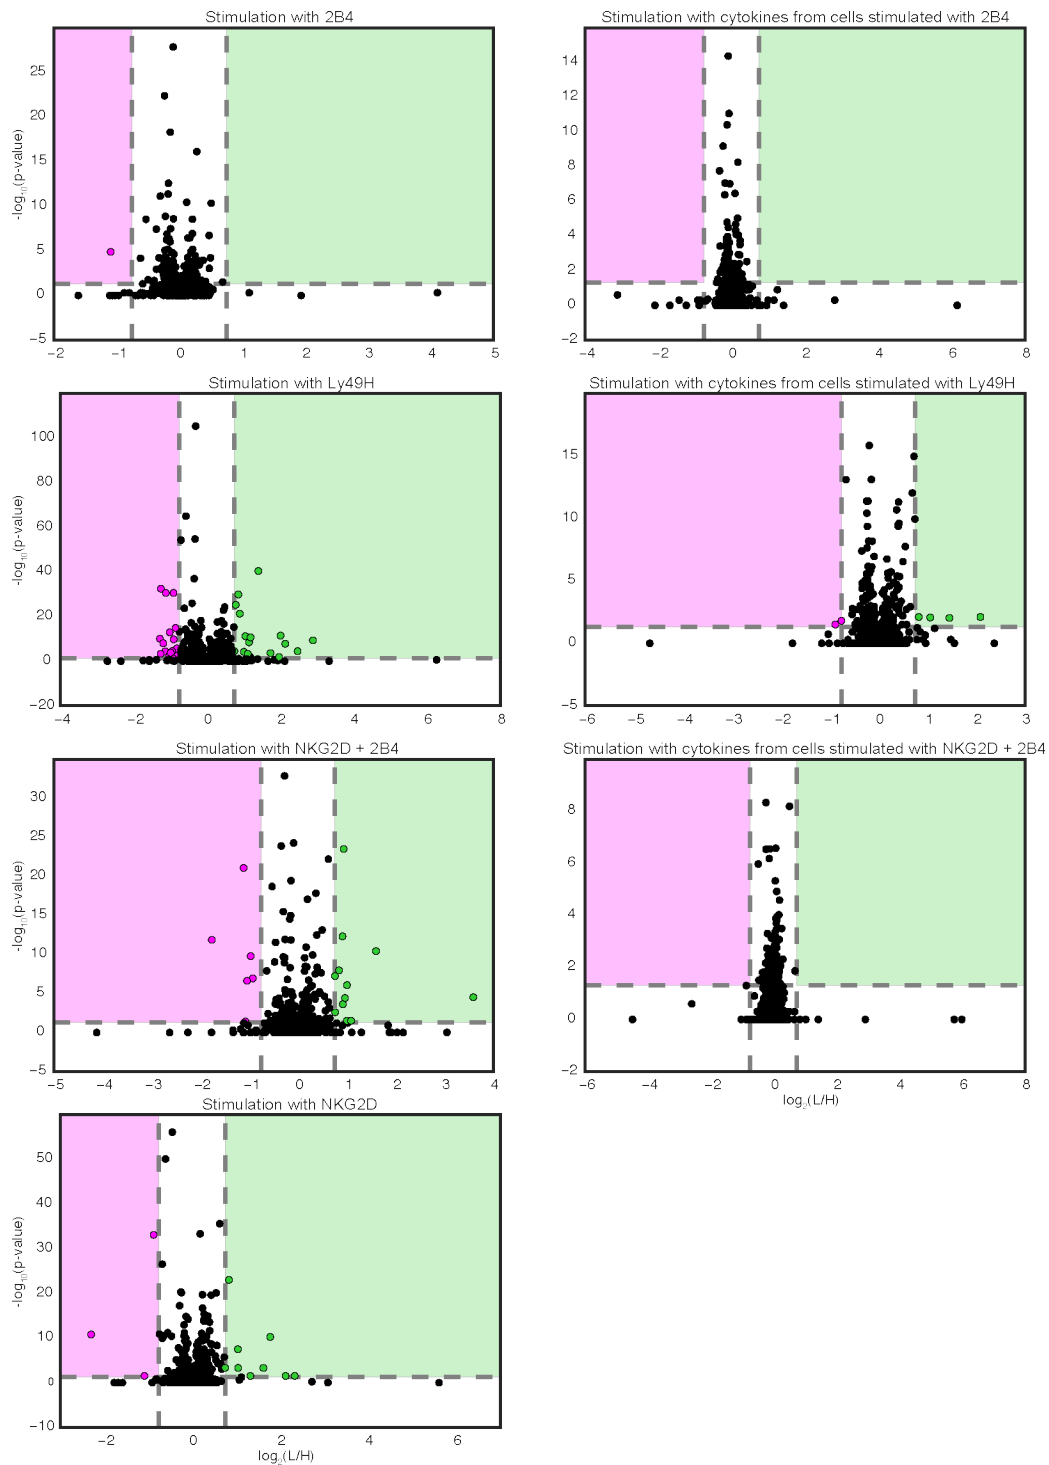 Stimulation with 2B4
-log10(p-value)
25
20
15
10
5
0
−5
−2 −1 0 1 2 3 4 5
Stimulation with cytokines from cells stimulated with 2B4
14
12
10
8
6
4
2
0
−2
−4 −2 0 2 4 6 8
Stimulation with Ly49H
-log10(p-value)
100
80
60
40
20
0
−20
−4 −2 0 2 4 6 8
Stimulation with cytokines from cells stimulated with Ly49H
15
10
5
0
−5
−6 −5 −4 −3 −2 −1 0 1 2 3
Stimulation with NKG2D + 2B4
-log10(p-value)
30
25
20
15
10
5
0
−5
−5 −4 −3 −2 −1 0 1 2 3 4
Stimulation with cytokines from cells stimulated with NKG2D + 2B4
8
6
4
2
0
−2
−6 −4 −2 0 2 4 6 8
log2(L/H)
Stimulation with NKG2D
-log10(p-value)
50
40
30
20
10
0
−10
−2 0 2 4 6
log2(L/H)